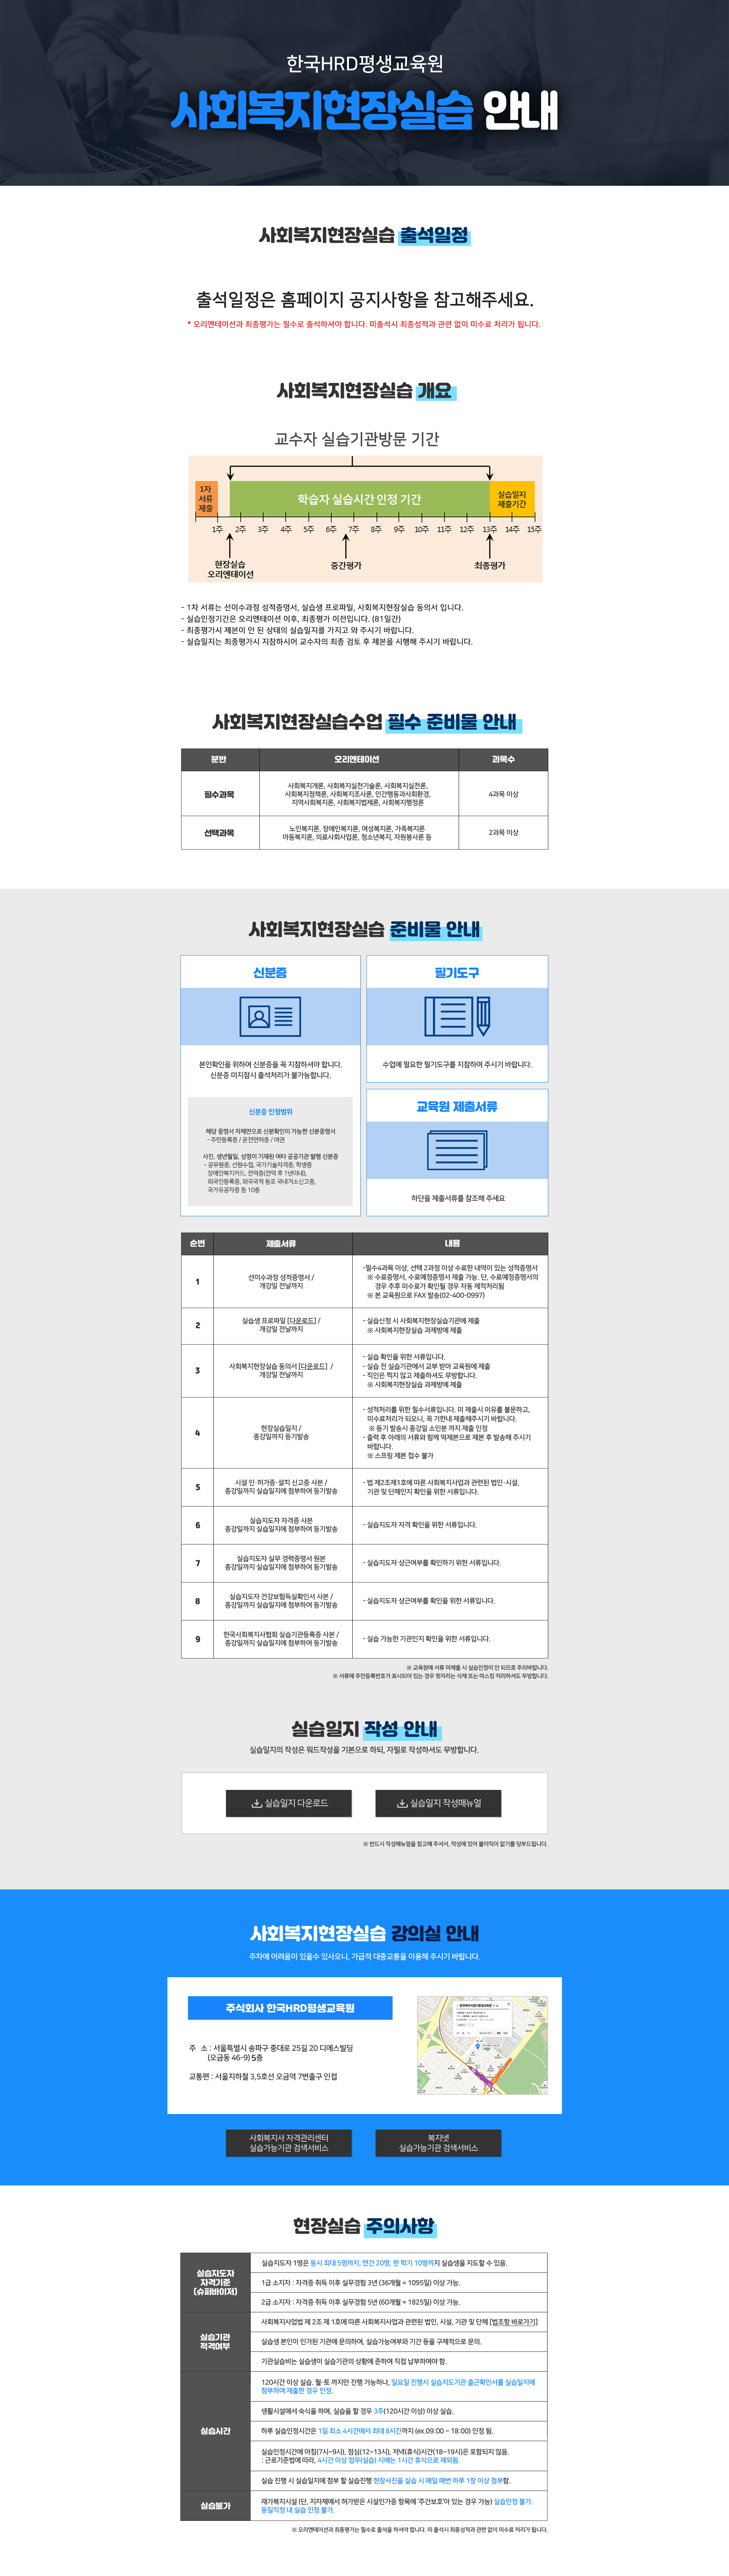 한국HRD평생교육원
사회복지현장실습 안내
사회복지현장실습 출석일정
출석일정은 홈페이지 공지사항을 참고해주세요.
* 오리엔테이션과 최종평가는 필수로 출석하셔야 합니다. 미출석시 최종성적과 관련 없이 미수료 처리가 됩니다.
사회복지현장실습 개요
교수자 실습기관방문 기간
1차
서류
제출
학습자 실습시간 인정 기간
실습일지
제출기간
1주 2주 3주 4주 5주 6주 7주 8주 9주 10주 11주 12주 13주 14주 15주
현장실습
오리엔테이션
중간평가
최종평가
- 1차 서류는 선이수과정 성적증명서, 실습생 프로파일, 사회복지현장실습 동의서 입니다.
- 실습인정기간은 오리엔테이션 이후, 최종평가 이전입니다. (81일간)
- 최종평가시 제본이 안 된 상태의 실습일지를 가지고 와 주시기 바랍니다.
- 실습일지는 최종평가시 지참하시어 교수자의 최종 검토 후 제본을 시행해 주시기 바랍니다.
사회복지현장실습수업 필수 준비물 안내
분반 오리엔테이션 과목수
필수과목
사회복지개론, 사회복지실천기술론, 사회복지실천론,
사회복지정책론, 사회복지조사론, 인간행동과사회환경,
지역사회복지론, 사회복지법제론, 사회복지행정론
4과목 이상
선택과목
노인복지론, 장애인복지론, 여성복지론, 가족복지론
아동복지론, 의료사회사업론, 청소년복지, 자원봉사론 등
2과목 이상
사회복지현장실습 준비물 안내
신분증
본인확인을 위하여 신분증을 꼭 지참하셔야 합니다.
신분증 미지참시 출석처리가 불가능합니다.
신분증 인정범위
해당 증명서 자체만으로 신분확인이 가능한 신분증명서
- 주민등록증 / 운전면허증 / 여권
사진, 생년월일, 성명이 기재된 여타 공공기관 발행 신분증
- 공무원증, 선원수첩, 국가기술자격증, 학생증
장애인복지카드, 전역증(전역 후 1년이내),
외국인등록증, 외국국적 동포 국내거소신고증,
국가유공자증 등 10종
필기도구
수업에 필요한 필기도구를 지참하여 주시기 바랍니다.
교육원 제출서류
하단을 제출서류를 참조해 주세요
순번 제출서류 내용
1
선이수과정 성적증명서 /
개강일 전날까지
-필수4과목 이상, 선택 2과정 이상 수료한 내역이 있는 성적증명서
※ 수료증명서, 수료예정증명서 제출 가능. 단, 수료예정증명서의
경우 추후 미수료가 확인될 경우 자동 제적처리됨
※ 본 교육원으로 FAX 발송(02-400-0997)
2
실습생 프로파일 [다운로드] /
개강일 전날까지
- 실습신청 시 사회복지현장실습기관에 제출
※ 사회복지현장실습 과제방에 제출
3
사회복지현장실습 동의서 [다운로드] /
개강일 전날까지
- 실습 확인을 위한 서류입니다.
- 실습 전 실습기관에서 교부 받아 교육원에 제출
- 직인은 찍지 않고 제출하셔도 무방합니다.
※ 사회복지현장실습 과제방에 제출
4
현장실습일지 /
종강일까지 등기발송
- 성적처리를 위한 필수서류입니다. 미 제출시 이유를 불문하고,
미수료처리가 되오니, 꼭 기한내 제출해주시기 바랍니다.
※ 등기 발송시 종강일 소인분 까지 제출 인정
- 출력 후 아래의 서류와 함께 떡제본으로 제본 후 발송해 주시기
바랍니다.
※ 스프링 제본 접수 불가
5
시설 인·허가증·설치 신고증 사본 /
종강일까지 실습일지에 첨부하여 등기발송
- 법 제2조제1호에 따른 사회복지사업과 관련된 법인·시설,
기관 및 단체인지 확인을 위한 서류입니다.
6
실습지도자 자격증 사본
종강일까지 실습일지에 첨부하여 등기발송
- 실습지도자 자격 확인을 위한 서류입니다.
7
실습지도자 실무 경력증명서 원본
종강일까지 실습일지에 첨부하여 등기발송
- 실습지도자 상근여부를 확인하기 위한 서류입니다.
8
실습지도자 건강보험득실확인서 사본 /
종강일까지 실습일지에 첨부하여 등기발송
- 실습지도자 상근여부를 확인을 위한 서류입니다.
9
한국사회복지사협회 실습기관등록증 사본 /
종강일까지 실습일지에 첨부하여 등기발송
- 실습 가능한 기관인지 확인을 위한 서류입니다.
※ 교육원에 서류 미제출 시 실습인정이 안 되므로 주의바랍니다.
※ 서류에 주민등록번호가 표시되어 있는 경우 뒷자리는 삭제 또는 마스킹 처리하셔도 무방합니다.
실습일지 작성 안내
실습일지의 작성은 워드작성을 기본으로 하되, 자필로 작성하셔도 무방합니다.
실습일지 다운로드
실습일지 작성매뉴얼
※ 반드시 작성매뉴얼을 참고해 주셔서, 작성에 있어 불이익이 없기를 당부드립니다.
사회복지현장실습 강의실 안내
주차에 어려움이 있을수 있사오니, 가급적 대중교통을 이용해 주시기 바랍니다.
주식회사 한국HRD평생교육원
주 소 : 서울특별시 송파구 중대로 25길 20 디에스빌딩
(오금동 46-9) 5층
교통편 : 서울지하철 3,5호선 오금역 7번출구 인접
사회복지사 자격관리센터
실습가능기관 검색서비스
복지넷
실습가능기관 검색서비스
현장실습 주의사항
실습지도자
자격기준
(슈퍼바이저)
실습지도자 1명은 동시 최대 5명까지, 연간 20명, 한 학기 10명까지 실습생을 지도할 수 있음.
1급 소지자 : 자격증 취득 이후 실무경험 3년 (36개월 = 1095일) 이상 가능.
2급 소지자 : 자격증 취득 이후 실무경험 5년 (60개월 = 1825일) 이상 가능.
실습기관
적격여부
사회복지사업법 제 2조 제 1호에 따른 사회복지사업과 관련된 법인, 시설, 기관 및 단체 [법조항 바로가기]
실습생 본인이 인가된 기관에 문의하여, 실습가능여부와 기간 등을 구체적으로 문의.
기관실습비는 실습생이 실습기관의 상황에 준하여 직접 납부하여야 함.
실습시간
120시간 이상 실습. 월-토 까지만 진행 가능하나, 일요일 진행시 실습지도기관 출근확인서를 실습일지에
첨부하여 제출한 경우 인정.
생활시설에서 숙식을 하며, 실습을 할 경우 3주(120시간 이상) 이상 실습.
하루 실습인정시간은 1일 최소 4시간에서 최대 8시간까지 (ex.09:00 ~ 18:00) 인정 됨.
실습인정시간에 아침(7시~9시), 점심(12~13시), 저녁(휴식)시간(18~19시)은 포함되지 않음.
: 근로기준법에 따라, 4시간 이상 업무(실습) 시에는 1시간 휴식으로 제외됨.
실습 진행 시 실습일지에 첨부 할 실습진행 현장사진을 실습 시 매일 매번 하루 1장 이상 첨부함.
실습불가
재가복지시설 (단, 지자체에서 허가받은 시설인가증 항목에 '주간보호'가 있는 경우 가능) 실습인정 불가.
동일직정 내 실습 인정 불가.
※ 오리엔테이션과 최종평가는 필수로 출석을 하셔야 합니다. 미 출석시 최종성적과 관련 없이 미수료 처리가 됩니다.